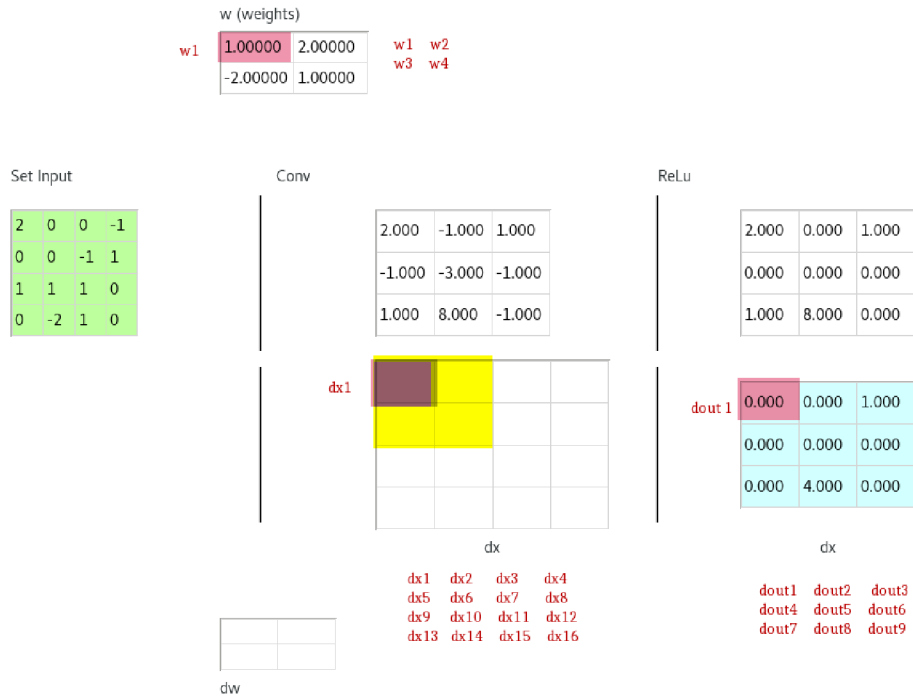 w (weights)
w1 1.00000 2.00000 w1 w2
-2.00000 1.00000 w3 w4
Set Input Conv ReLu
2 0 0 -1 2.000 -1.000 1.000 2.000 0.000 1.000
0 0 -1 1 -1.000 -3.000 -1.000 0.000 0.000 0.000
1 1 1 0 1.000 8.000 -1.000 1.000 8.000 0.000
0 -2 1 0
dx1 dout 1 0.000 0.000 1.000
0.000 0.000 0.000
0.000 4.000 0.000
dx dx
dx1 dx2 dx3 dx4 dout1 dout2 dout3
dx5 dx6 dx7 dx8 dout4 dout5 dout6
dx9 dx10 dx11 dx12 dout7 dout8 dout9
dx13 dx14 dx15 dx16
dw